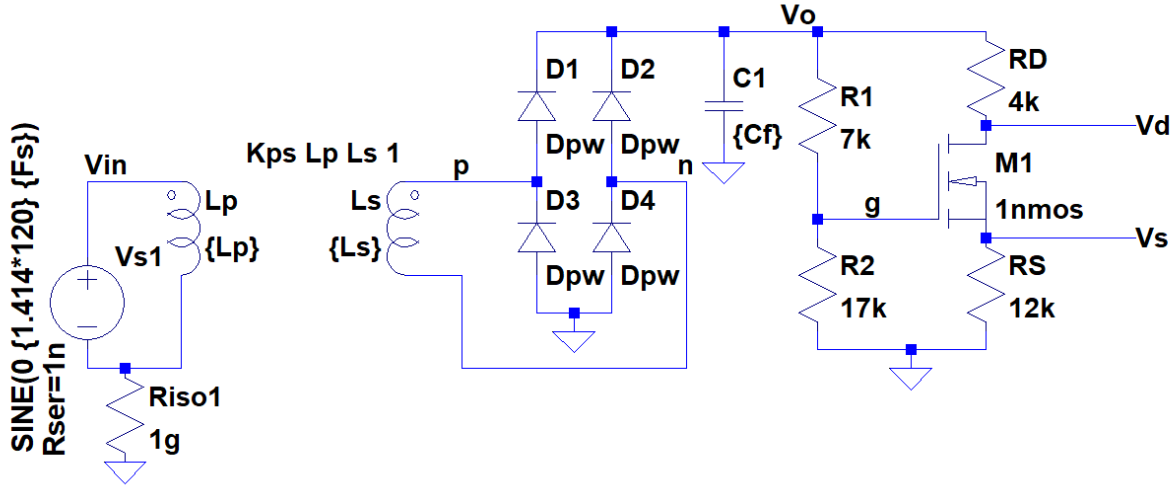 SINE(0 {1.414*120} {Fs})
Rser=1n
Vin
Vs1
Lp
{Lp}
Riso1
1g
Kps Lp Ls 1
Ls
{Ls}
p
n
D1
Dpw
D2
Dpw
D3
Dpw
D4
Dpw
C1
{Cf}
Vo
R1
7k
g
R2
17k
RD
4k
Vd
M1
1nmos
Vs
RS
12k